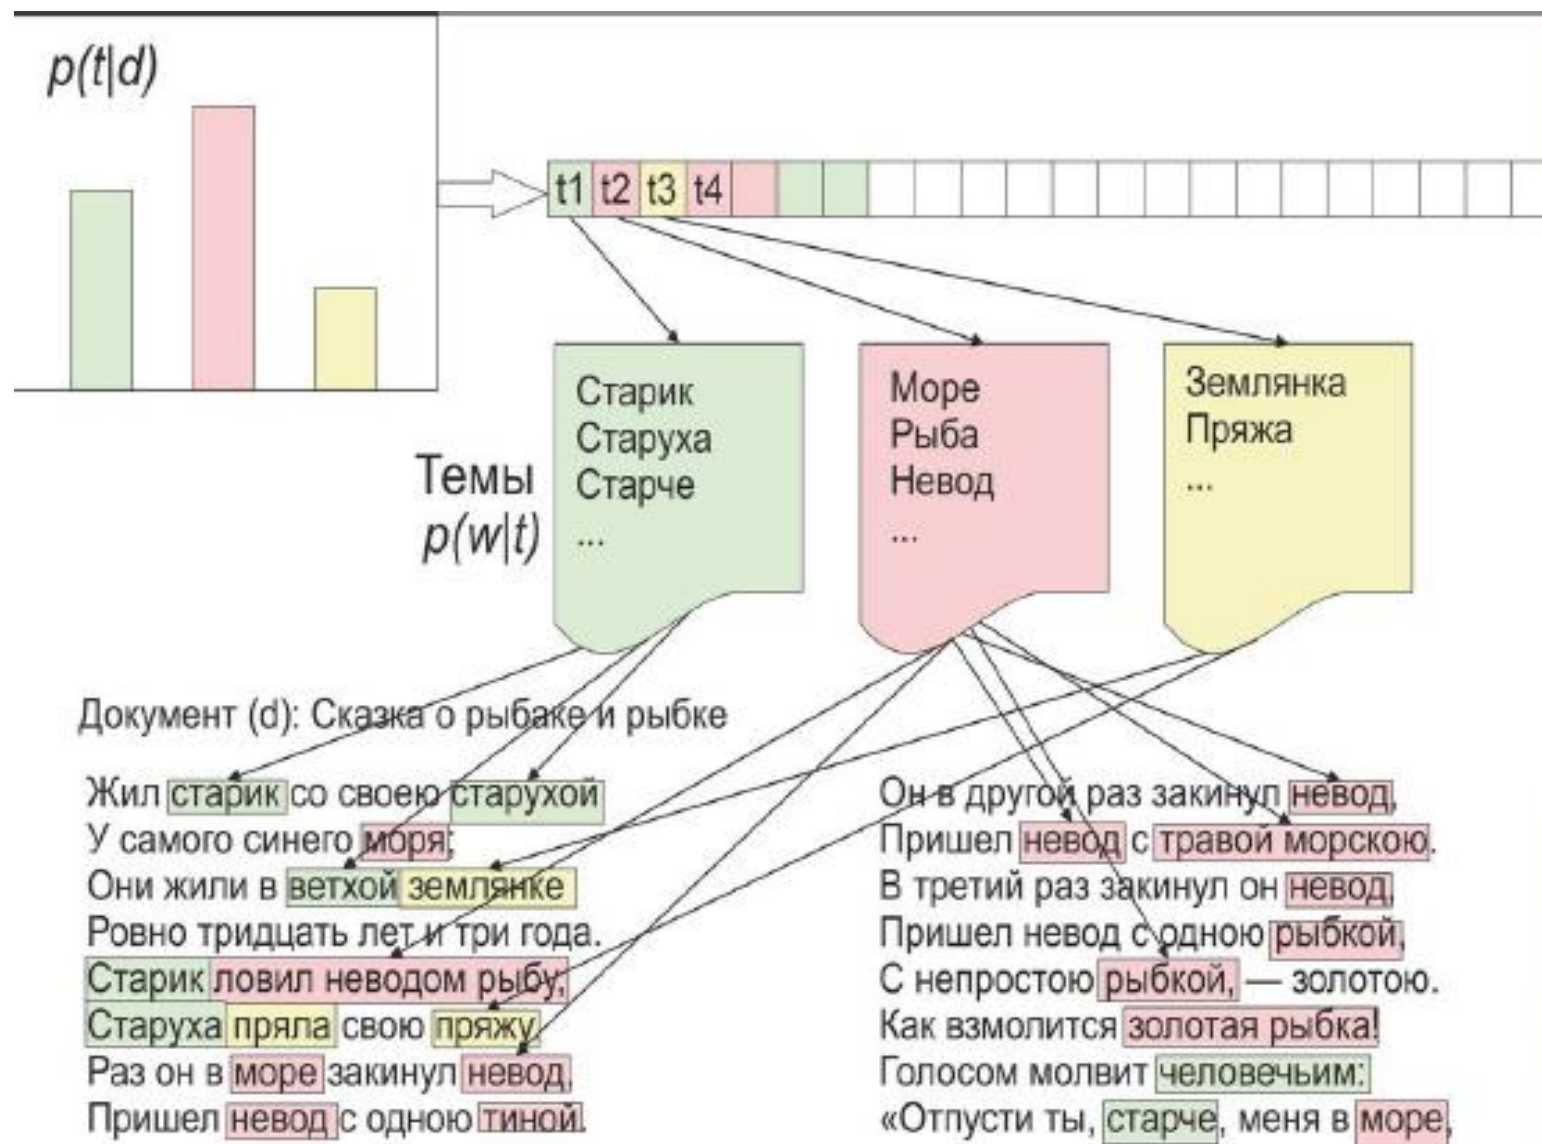 p(t|d)
t1 t2 t3 t4
Старик
Старуха
Старче
...
Море
Рыба
Невод
...
Землянка
Пряжа
...
Темы
p(w|t)
Документ (d): Сказка о рыбаке и рыбке
Жил старик со своею старухой
У самого синего моря;
Они жили в ветхой землянке
Ровно тридцать лет и три года.
Старик ловил неводом рыбу,
Старуха пряла свою пряжу
Раз он в море закинул невод,
Пришел невод с одною тиной.
Он в другой раз закинул невод,
Пришел невод с травой морскою.
В третий раз закинул он невод,
Пришел невод с одною рыбкой,
С непростою рыбкой, — золотою.
Как взмолится золотая рыбка!
Голосом молвит человечьим:
«Отпусти ты, старче, меня в море,